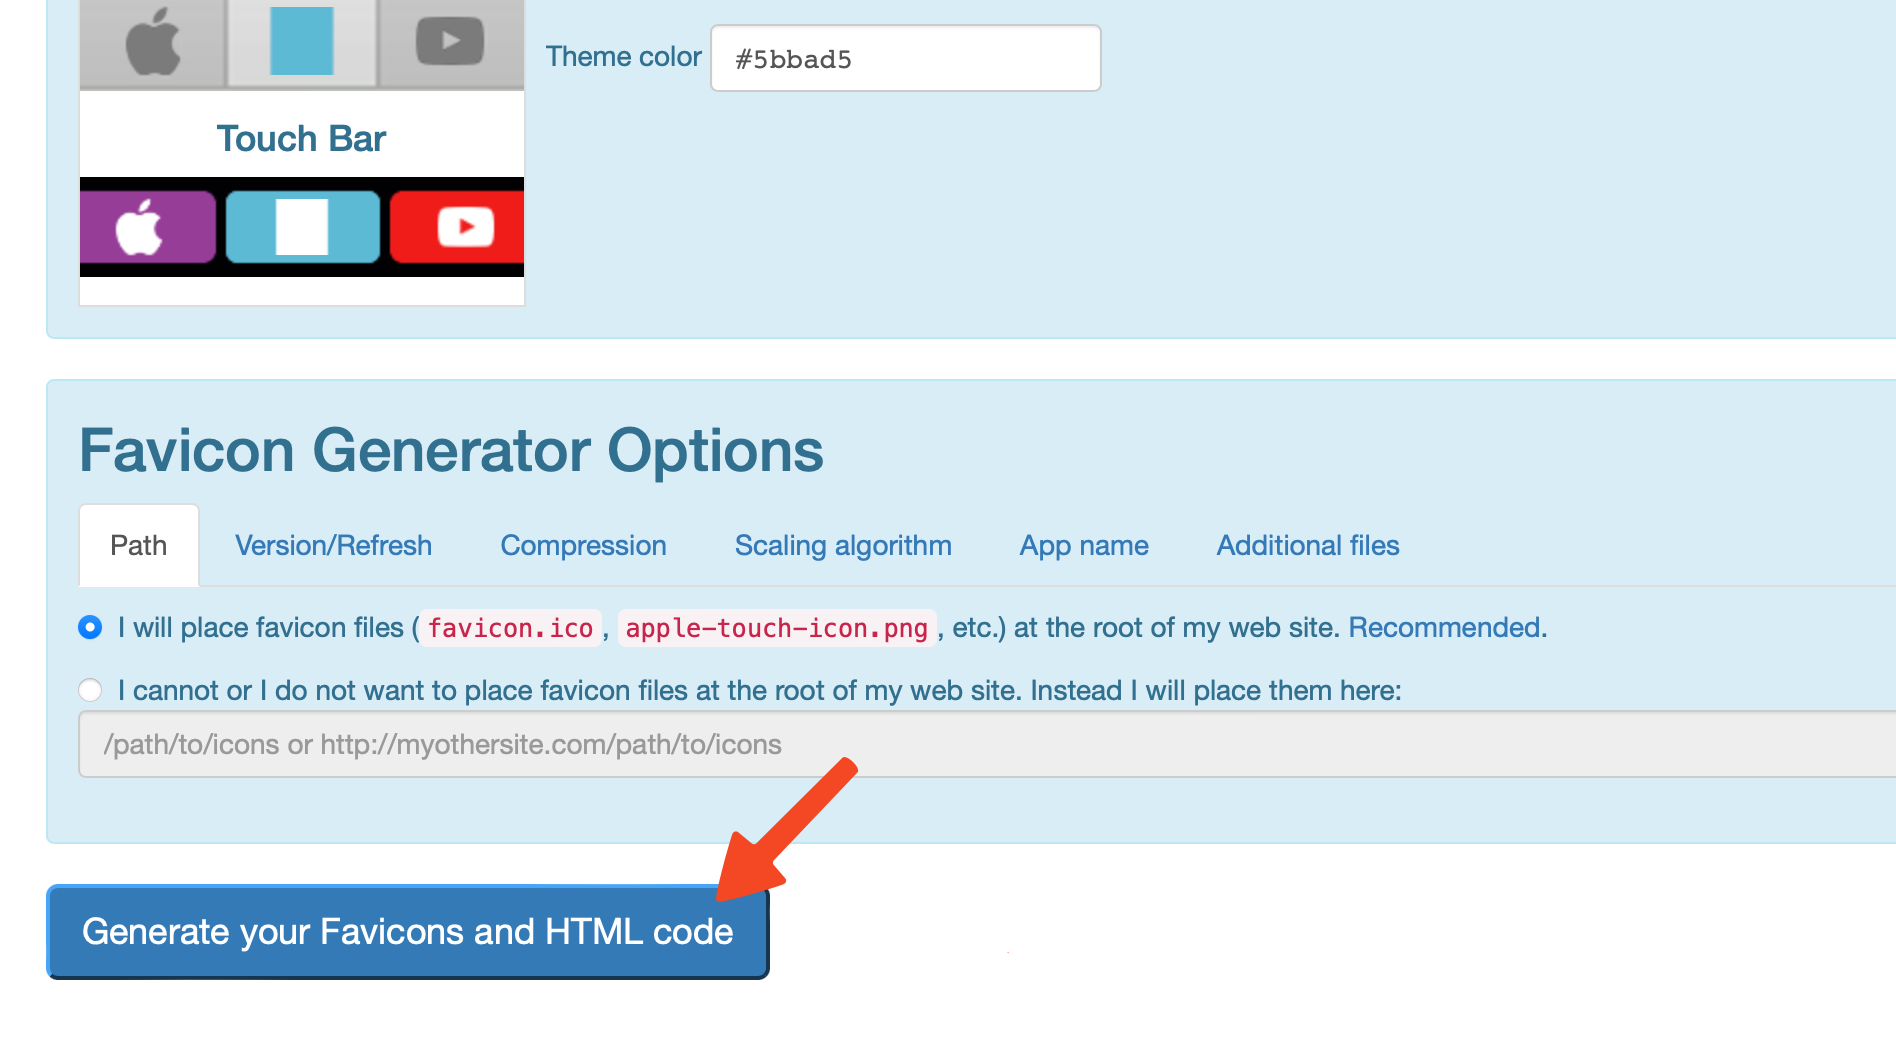 Theme color #5bbad5
Touch Bar
Favicon Generator Options
Path Version/Refresh Compression Scaling algorithm App name Additional files
I will place favicon files ( favicon.ico , apple-touch-icon.png , etc.) at the root of my web site. Recommended.
I cannot or I do not want to place favicon files at the root of my web site. Instead I will place them here:
/path/to/icons or http://myothersite.com/path/to/icons
Generate your Favicons and HTML code